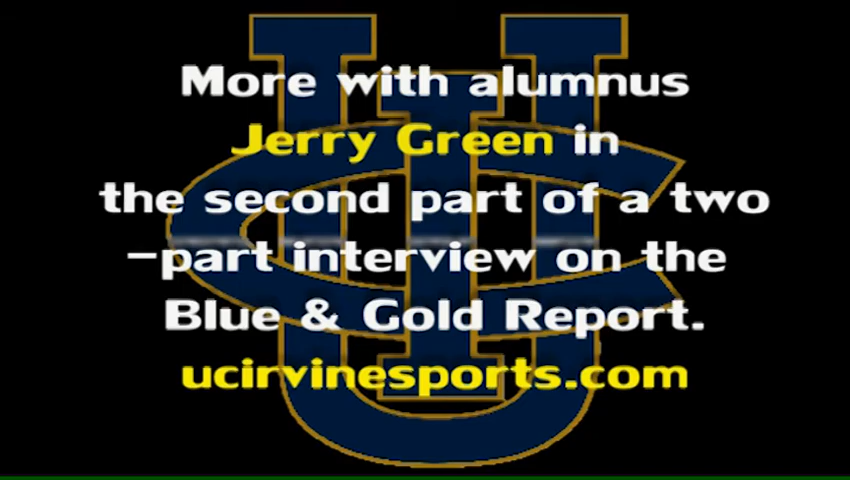 More with alumnus
Jerry Green in
the second part of a two
-part interview on the
Blue & Gold Report.
ucirvinesports.com
UCI